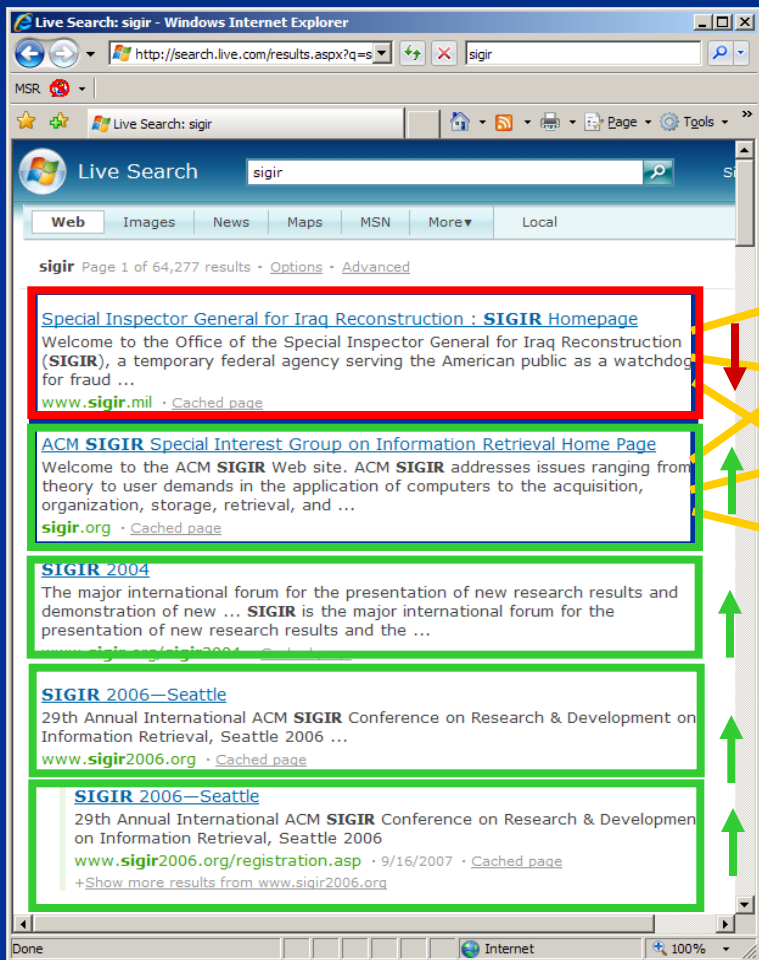 Live Search: sigir - Windows Internet Explorer
http://search.live.com/results.aspx?q=s
sigir
MSR
Live Search: sigir
Page
Tools
»
Live Search
sigir
Si
Web Images News Maps MSN More▾ Local
sigir Page 1 of 64,277 results · Options · Advanced
Special Inspector General for Iraq Reconstruction : SIGIR Homepage
Welcome to the Office of the Special Inspector General for Iraq Reconstruction
(SIGIR), a temporary federal agency serving the American public as a watchdog
for fraud ...
www.sigir.mil · Cached page
ACM SIGIR Special Interest Group on Information Retrieval Home Page
Welcome to the ACM SIGIR Web site. ACM SIGIR addresses issues ranging from
theory to user demands in the application of computers to the acquisition,
organization, storage, retrieval, and ...
sigir.org · Cached page
SIGIR 2004
The major international forum for the presentation of new research results and
demonstration of new ... SIGIR is the major international forum for the
presentation of new research results and the ...
www.sigir.org/sigir2004 · Cached page
SIGIR 2006—Seattle
29th Annual International ACM SIGIR Conference on Research & Development on
Information Retrieval, Seattle 2006 ...
www.sigir2006.org · Cached page
SIGIR 2006—Seattle
29th Annual International ACM SIGIR Conference on Research & Developmen
on Information Retrieval, Seattle 2006
www.sigir2006.org/registration.asp · 9/16/2007 · Cached page
+Show more results from www.sigir2006.org
Done
Internet
100%